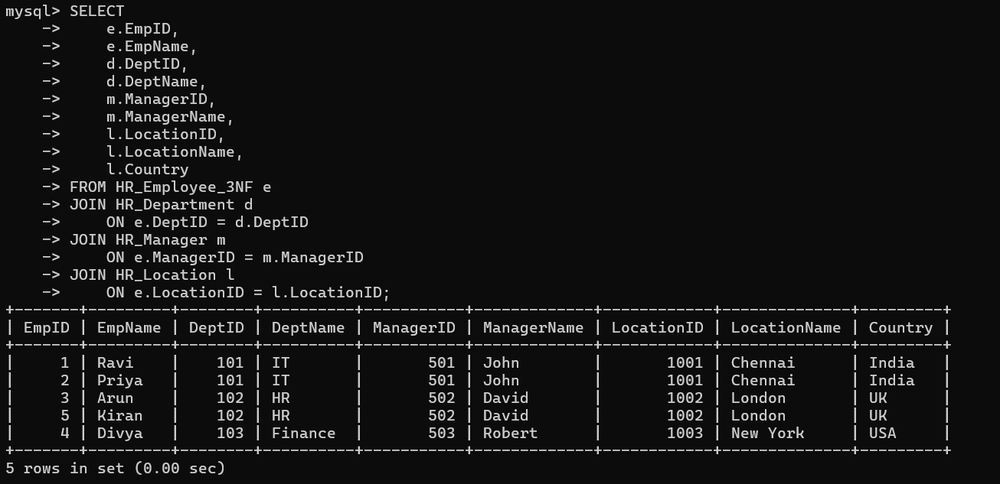 mysql> SELECT
    ->     e.EmpID,
    ->     e.EmpName,
    ->     d.DeptID,
    ->     d.DeptName,
    ->     m.ManagerID,
    ->     m.ManagerName,
    ->     l.LocationID,
    ->     l.LocationName,
    ->     l.Country
    -> FROM HR_Employee_3NF e
    -> JOIN HR_Department d
    ->     ON e.DeptID = d.DeptID
    -> JOIN HR_Manager m
    ->     ON e.ManagerID = m.ManagerID
    -> JOIN HR_Location l
    ->     ON e.LocationID = l.LocationID;
+-------+---------+--------+----------+-----------+-------------+------------+--------------+---------+
| EmpID | EmpName | DeptID | DeptName | ManagerID | ManagerName | LocationID | LocationName | Country |
+-------+---------+--------+----------+-----------+-------------+------------+--------------+---------+
|     1 | Ravi    |    101 | IT       |       501 | John        |       1001 | Chennai      | India   |
|     2 | Priya   |    101 | IT       |       501 | John        |       1001 | Chennai      | India   |
|     3 | Arun    |    102 | HR       |       502 | David       |       1002 | London       | UK      |
|     5 | Kiran   |    102 | HR       |       502 | David       |       1002 | London       | UK      |
|     4 | Divya   |    103 | Finance  |       503 | Robert      |       1003 | New York     | USA     |
+-------+---------+--------+----------+-----------+-------------+------------+--------------+---------+
5 rows in set (0.00 sec)